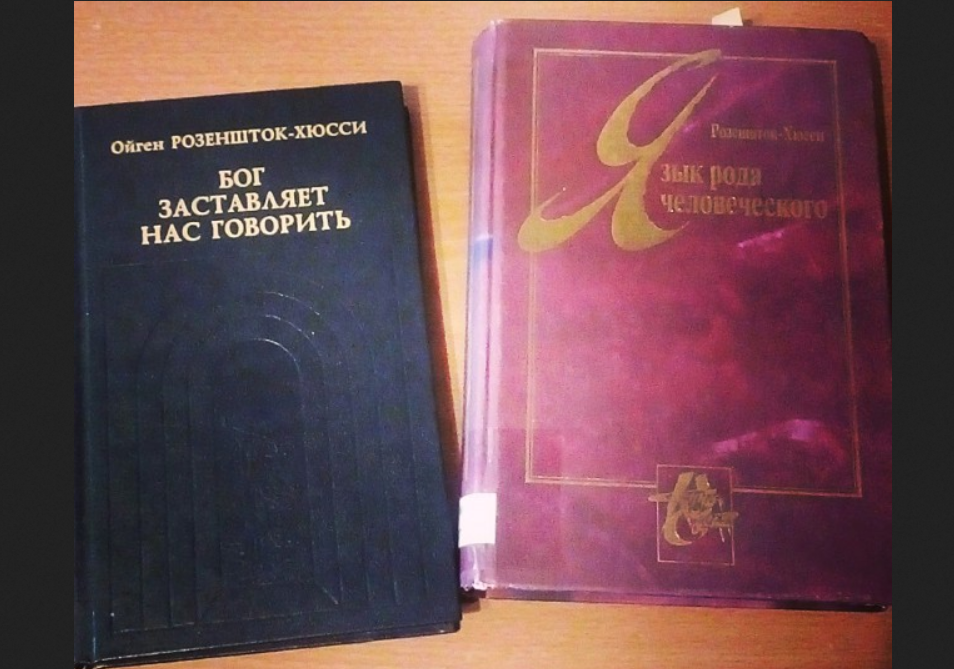 Ойген РОЗЕНШТОК-ХЮССИ
БОГ
ЗАСТАВЛЯЕТ
НАС ГОВОРИТЬ
Розеншток-Хюсси
Язык рода
человеческого